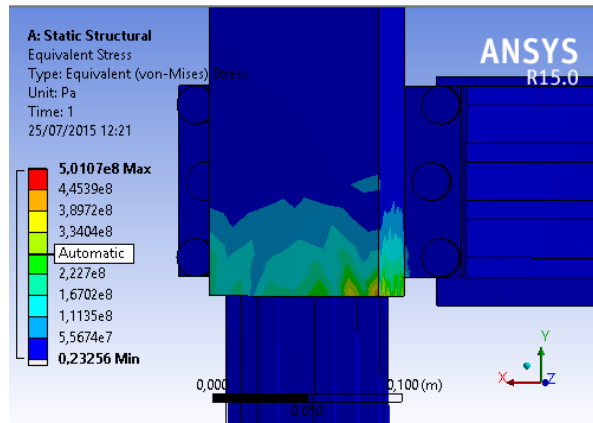 A: Static Structural
Equivalent Stress
Type: Equivalent (von-Mises) Stress
Unit: Pa
Time: 1
25/07/2015 12:21
ANSYS
R15.0
5,0107e8 Max
4,4539e8
3,8972e8
3,3404e8
Automatic
2,227e8
1,6702e8
1,1135e8
5,5674e7
0,23256 Min
0,000
0,100 (m)
0,050
Y
X
Z